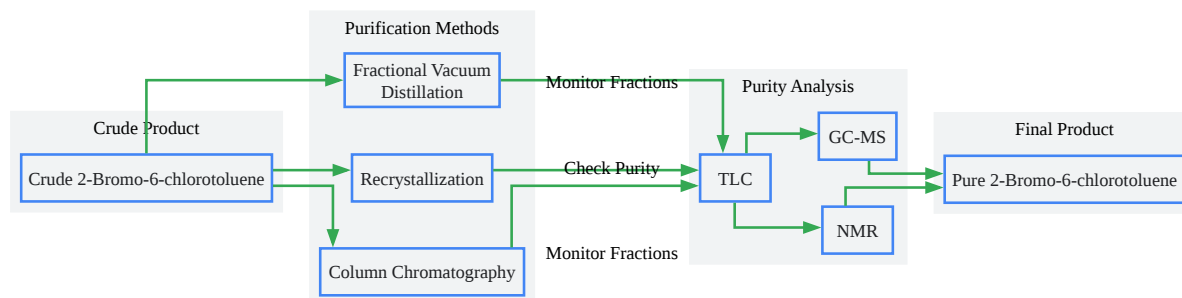 Purification Methods
Fractional Vacuum
Distillation
Monitor Fractions
Purity Analysis
Crude Product
GC-MS
Final Product
Crude 2-Bromo-6-chlorotoluene
Recrystallization
Check Purity
TLC
Pure 2-Bromo-6-chlorotoluene
NMR
Column Chromatography
Monitor Fractions